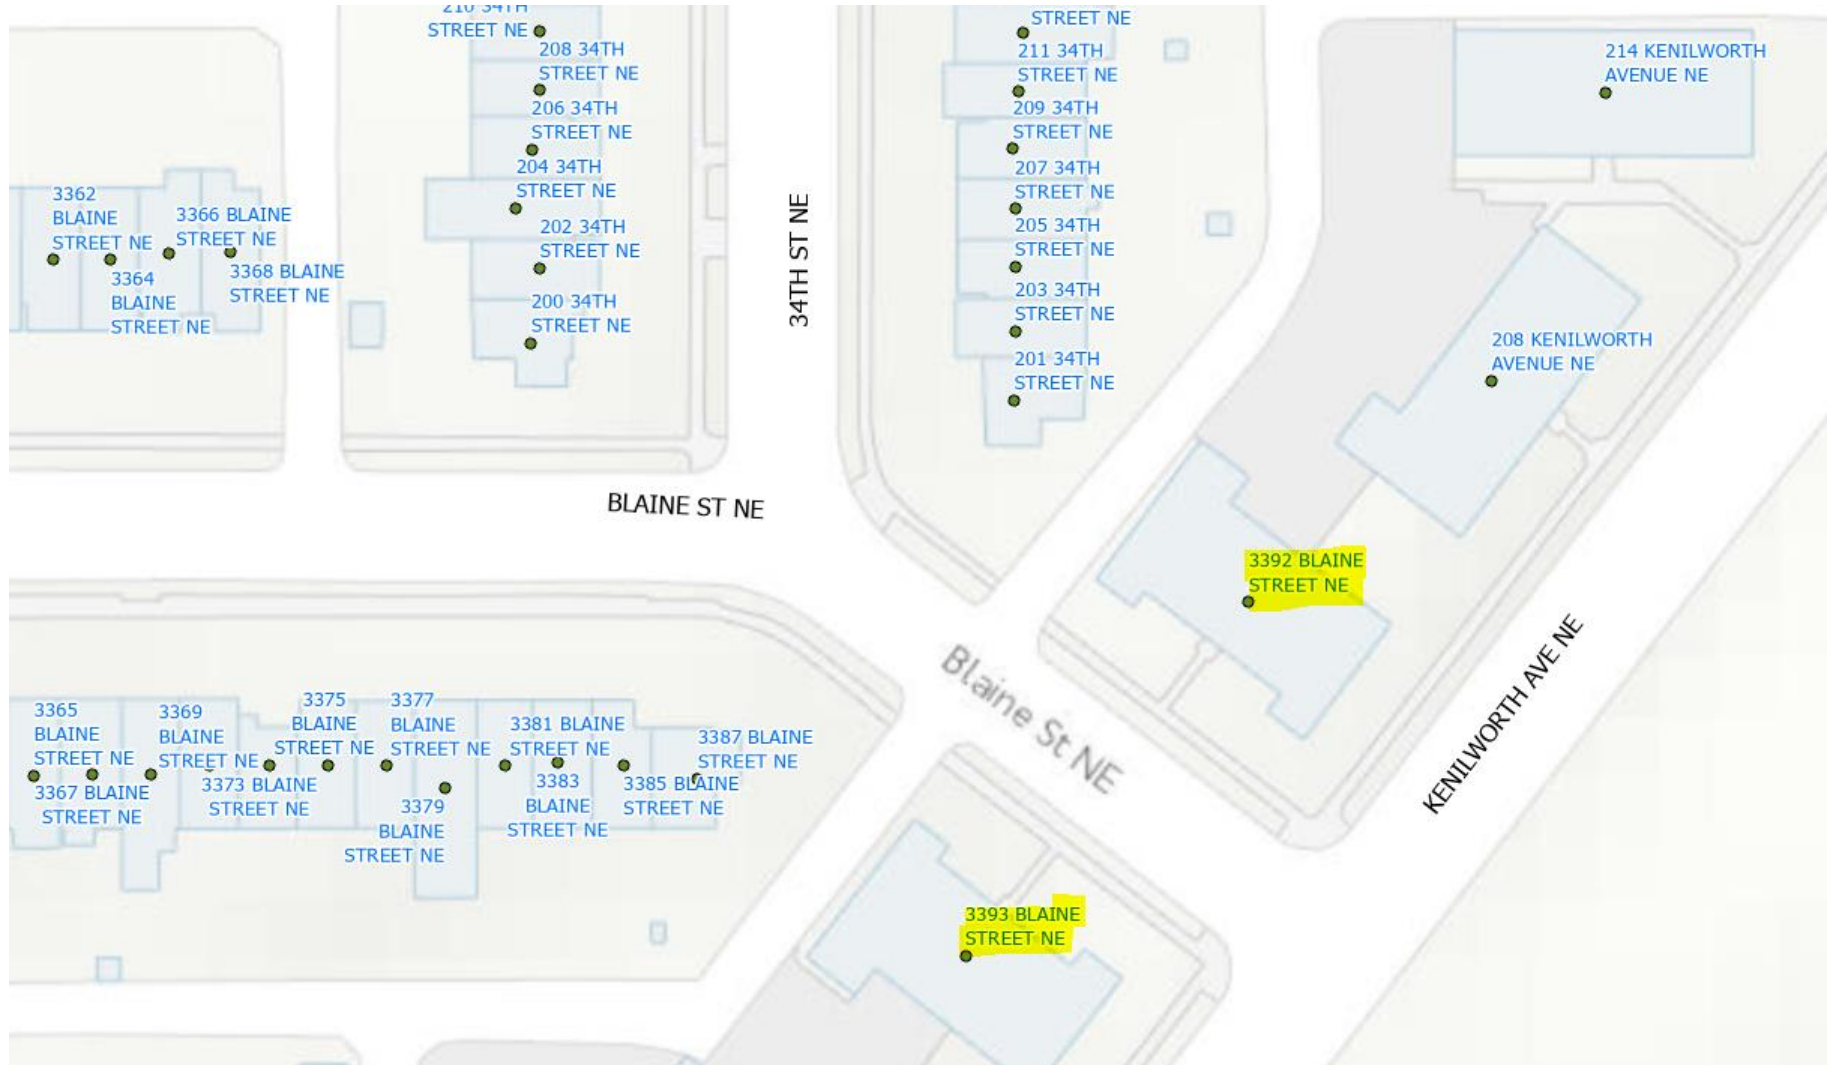 210 34TH
STREET NE
208 34TH
STREET NE
206 34TH
STREET NE
204 34TH
STREET NE
202 34TH
STREET NE
200 34TH
STREET NE
STREET NE
211 34TH
STREET NE
209 34TH
STREET NE
207 34TH
STREET NE
205 34TH
STREET NE
203 34TH
STREET NE
201 34TH
STREET NE
214 KENILWORTH
AVENUE NE
208 KENILWORTH
AVENUE NE
3362
BLAINE
STREET NE
3364
BLAINE
STREET NE
3366 BLAINE
STREET NE
3368 BLAINE
STREET NE
34TH ST NE
BLAINE ST NE
3392 BLAINE
STREET NE
Blaine St NE
KENILWORTH AVE NE
3365
BLAINE
STREET NE
3367 BLAINE
STREET NE
3369
BLAINE
STREET NE
3373 BLAINE
STREET NE
3375
BLAINE
STREET NE
3377
BLAINE
STREET NE
3379
BLAINE
STREET NE
3381 BLAINE
STREET NE
3383
BLAINE
STREET NE
3385 BLAINE
STREET NE
3387 BLAINE
STREET NE
3393 BLAINE
STREET NE